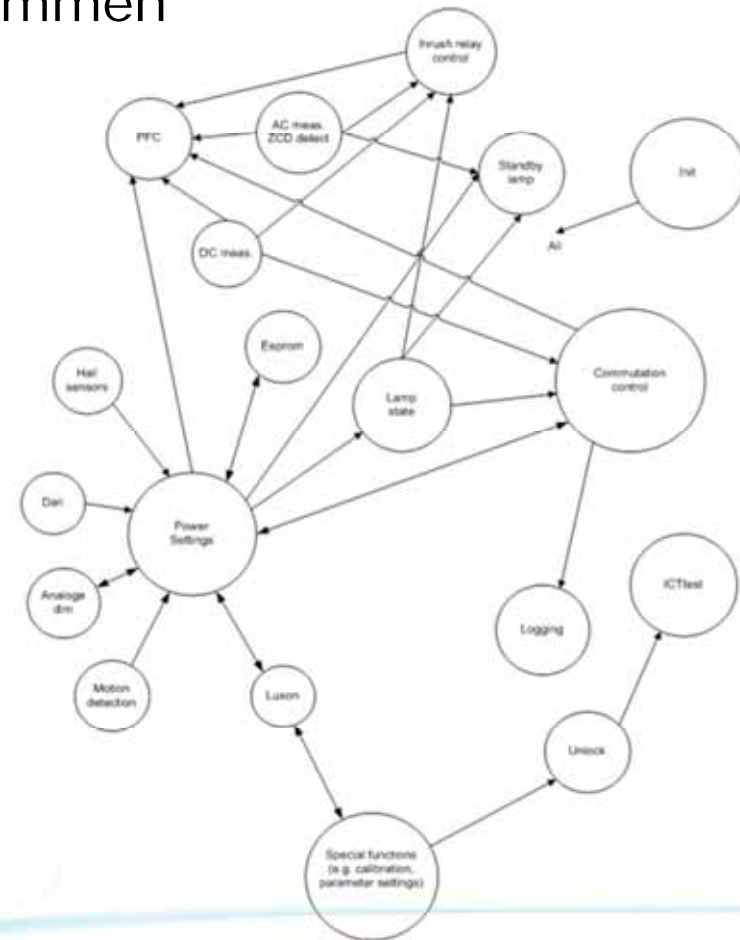 mmen
Inrush relay
control
PFC
AC meas.
ZCD detect
Standby
lamp
Init
All
DC meas.
Eeprom
Hall
sensors
Lamp
state
Commutation
control
Dali
Power
Settings
Analoge
dim
ICTtest
Logging
Motion
detection
Luxon
Unlock
Special functions
(e.g. calibration,
parameter settings)